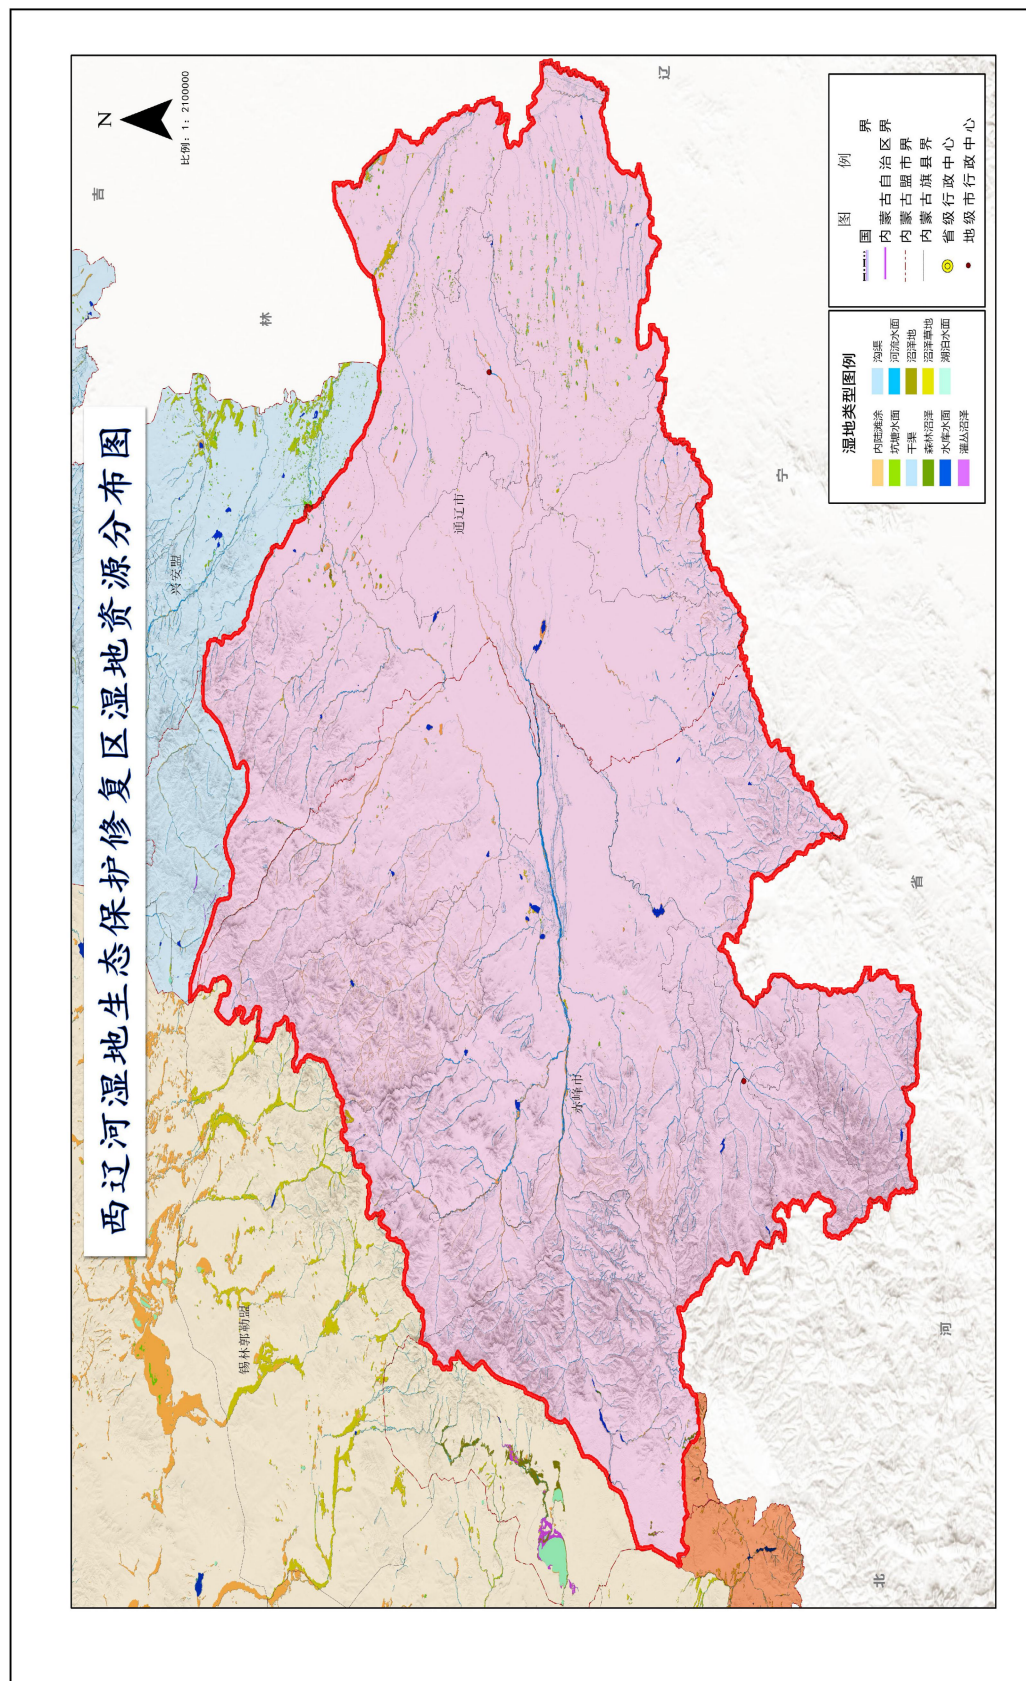 西辽河湿地生态保护修复区湿地资源分布图
N
比例：1：2100000
吉
林
辽
宁
省
河
北
兴安盟
通辽市
锡林郭勒盟
赤峰市
图 例
国 界
内蒙古自治区界
内蒙古盟市界
内蒙古旗县界
省级行政中心
地级市行政中心
湿地类型图例
内陆滩涂 沟渠
坑塘水面 河流水面
干渠 沼泽地
森林沼泽 沼泽草地
水库水面 湖泊水面
灌丛沼泽